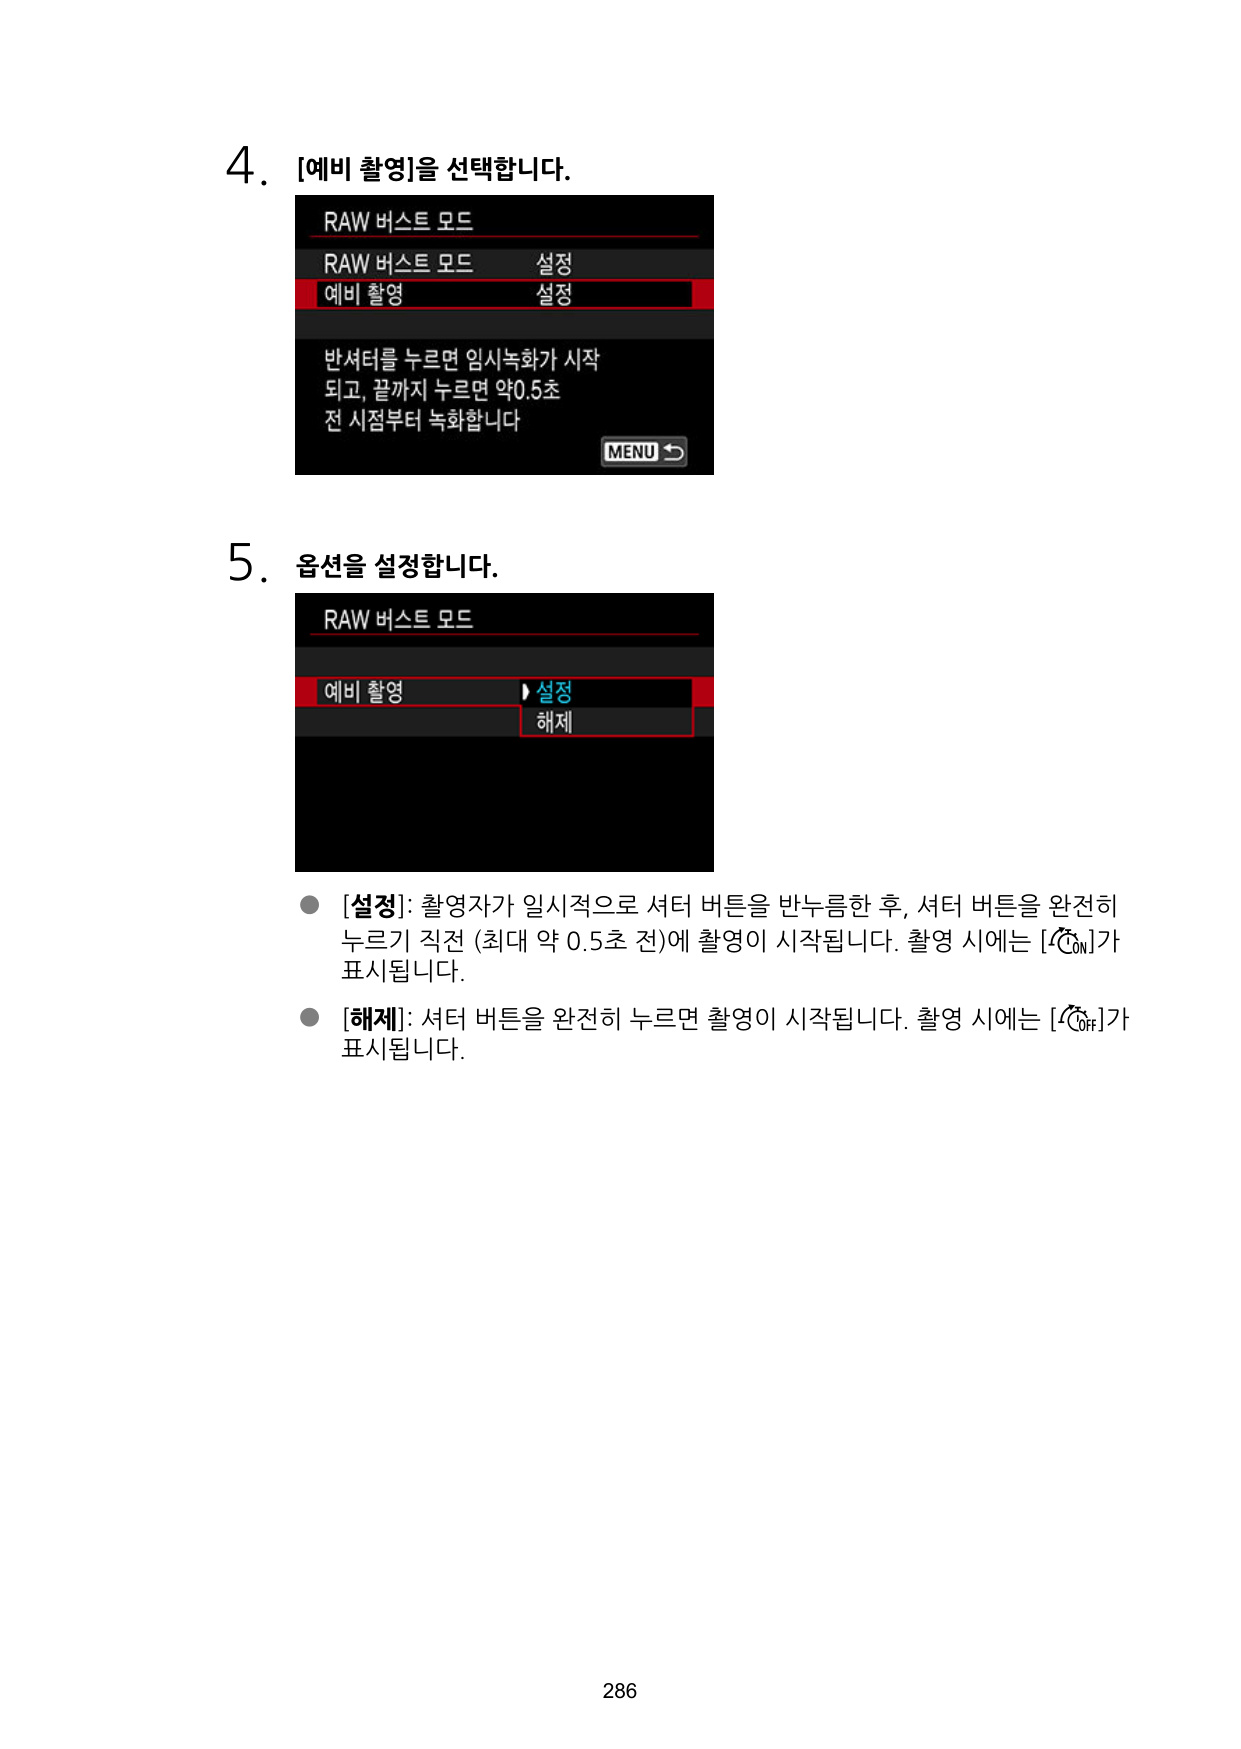 4. [예비 촬영]을 선택합니다.
RAW 버스트 모드
RAW 버스트 모드 설정
예비 촬영 설정
반셔터를 누르면 임시녹화가 시작
되고, 끝까지 누르면 약0.5초
전 시점부터 녹화합니다
MENU
5. 옵션을 설정합니다.
RAW 버스트 모드
예비 촬영 설정
해제
● [설정]: 촬영자가 일시적으로 셔터 버튼을 반누름한 후, 셔터 버튼을 완전히
누르기 직전 (최대 약 0.5초 전)에 촬영이 시작됩니다. 촬영 시에는 [ON]가
표시됩니다.
● [해제]: 셔터 버튼을 완전히 누르면 촬영이 시작됩니다. 촬영 시에는 [OFF]가
표시됩니다.
286